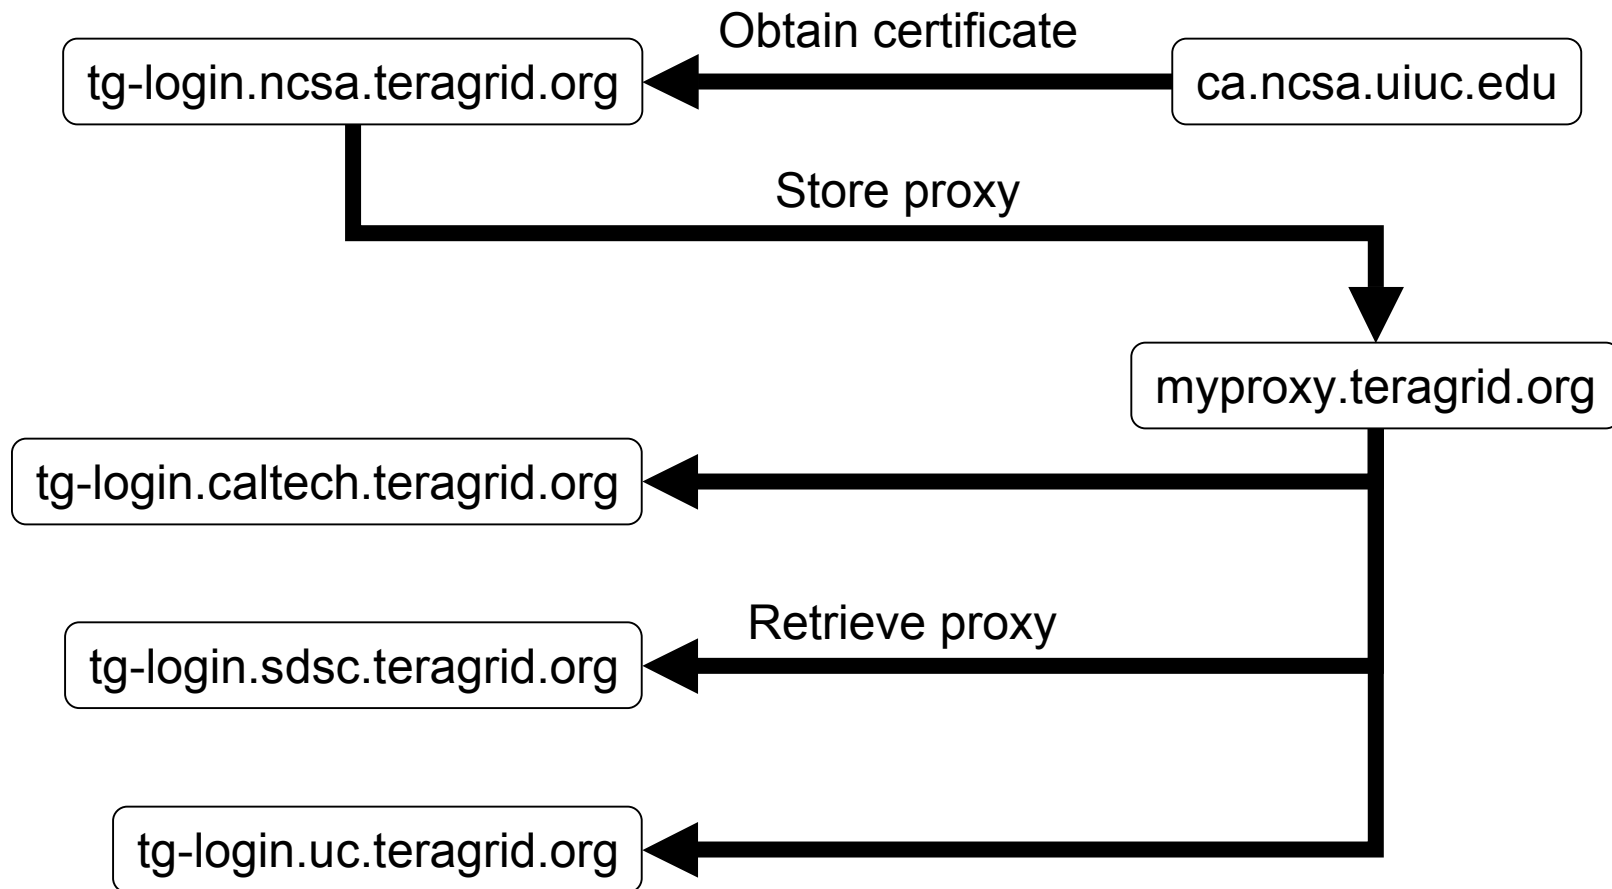 Obtain certificate
tg-login.ncsa.teragrid.org
ca.ncsa.uiuc.edu
Store proxy
myproxy.teragrid.org
tg-login.caltech.teragrid.org
Retrieve proxy
tg-login.sdsc.teragrid.org
tg-login.uc.teragrid.org